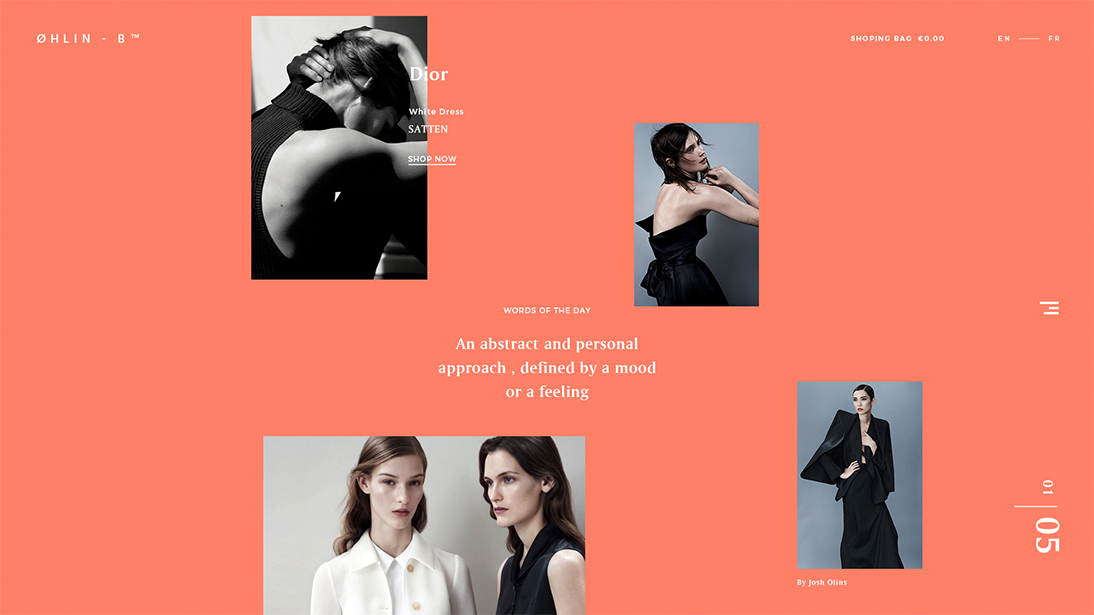 ØHLIN - B™
SHOPING BAG €0.00
EN
FR
Dior
White Dress
SATTEN
SHOP NOW
WORDS OF THE DAY
An abstract and personal
approach , defined by a mood
or a feeling
01
05
By Josh Olins